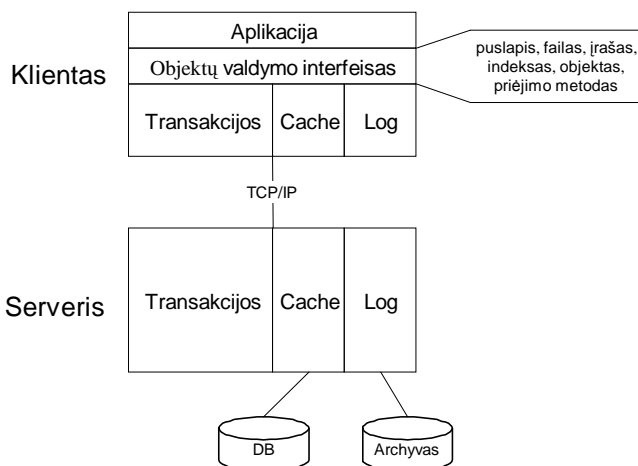 Aplikacija
Objektų valdymo interfeisas
puslapis, failas, įrašas,
indeksas, objektas,
priėjimo metodas
Klientas
Transakcijos
Cache
Log
TCP/IP
Serveris
Transakcijos
Cache
Log
DB
Archyvas